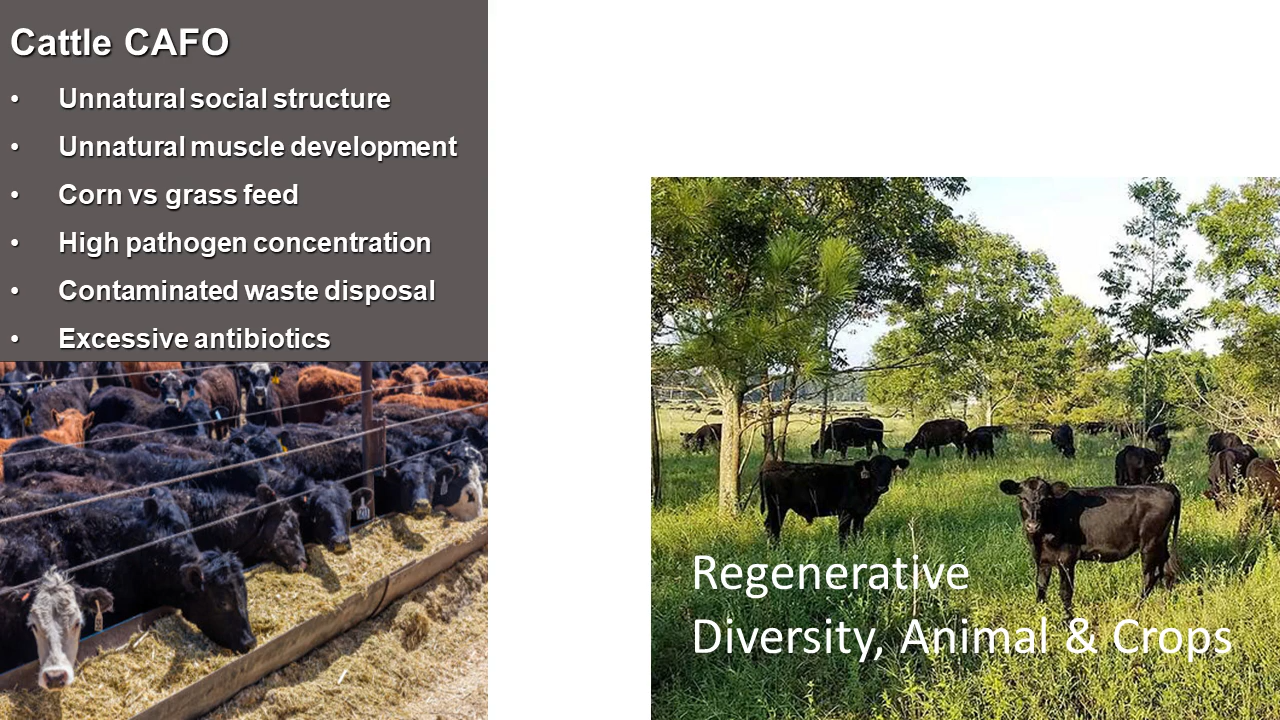 Cattle CAFO
• Unnatural social structure
• Unnatural muscle development
• Corn vs grass feed
• High pathogen concentration
• Contaminated waste disposal
• Excessive antibiotics
Regenerative
Diversity, Animal & Crops